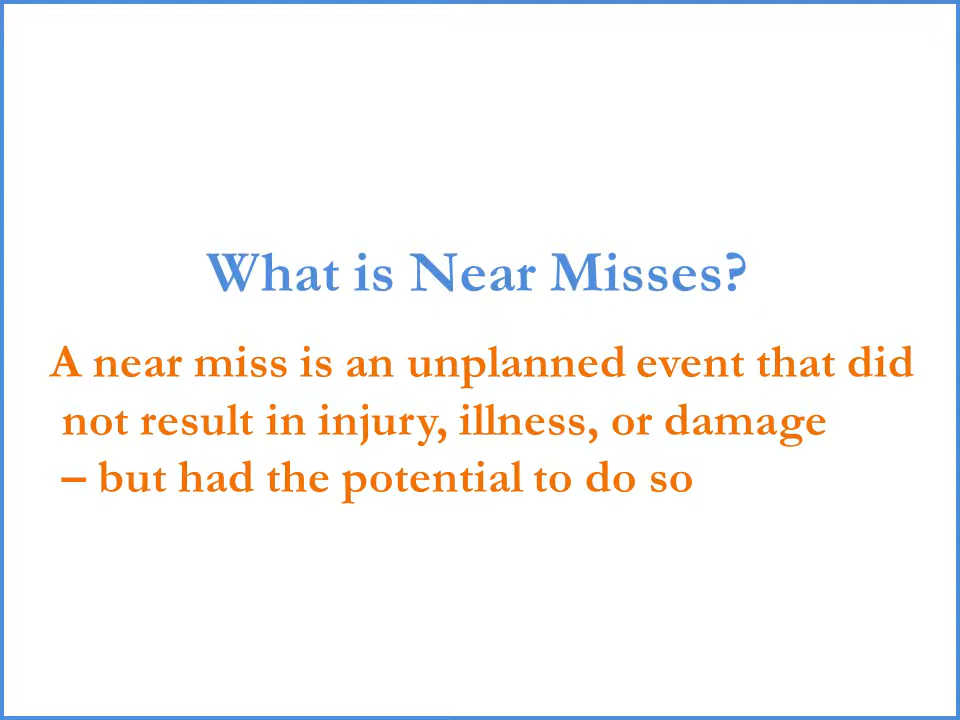 What is Near Misses?
A near miss is an unplanned event that did
not result in injury, illness, or damage
– but had the potential to do so